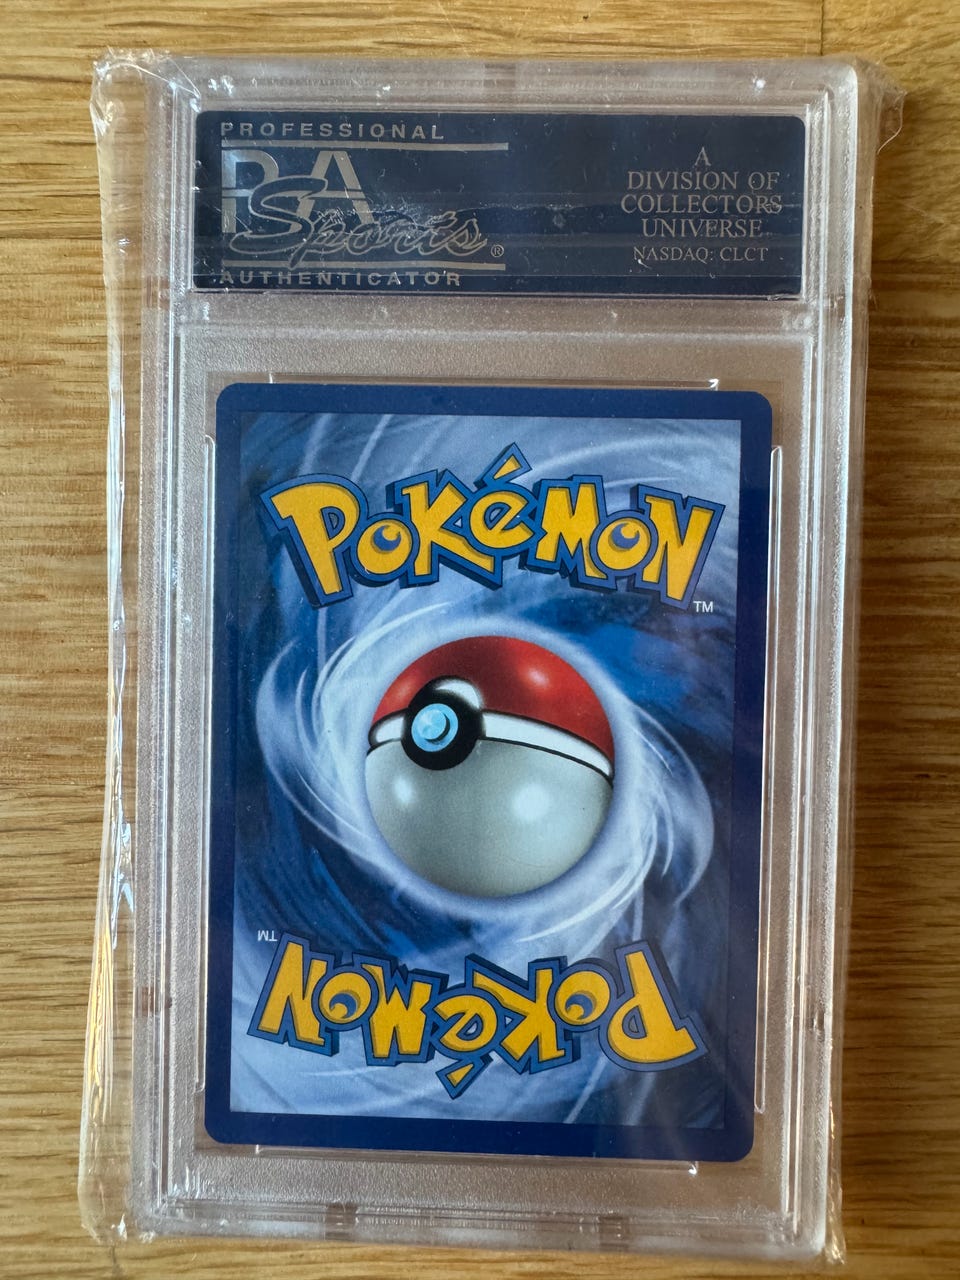 PROFESSIONAL
PSA
Sports®
AUTHENTICATOR
A
DIVISION OF
COLLECTORS
UNIVERSE
NASDAQ: CLCT
POKéMON
TM
TM
POKéMON